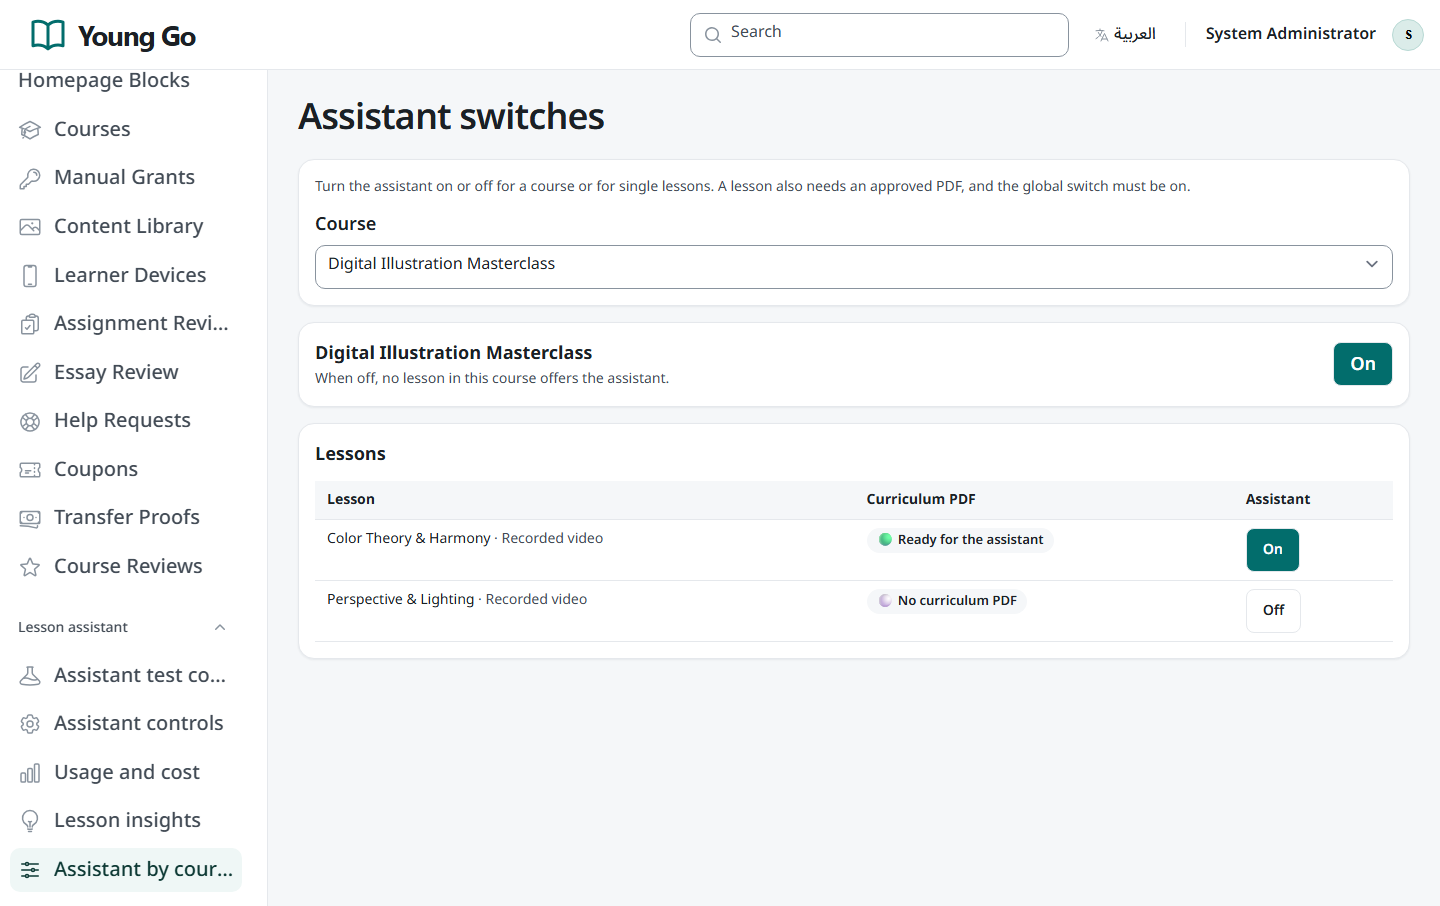 Young Go
Search
العربية
System Administrator
S
Homepage Blocks
Courses
Manual Grants
Content Library
Learner Devices
Assignment Revi...
Essay Review
Help Requests
Coupons
Transfer Proofs
Course Reviews
Lesson assistant
Assistant test co...
Assistant controls
Usage and cost
Lesson insights
Assistant by cour...
Assistant switches
Turn the assistant on or off for a course or for single lessons. A lesson also needs an approved PDF, and the global switch must be on.
Course
Digital Illustration Masterclass
Digital Illustration Masterclass
When off, no lesson in this course offers the assistant.
On
Lessons
Lesson Curriculum PDF Assistant
Color Theory & Harmony · Recorded video Ready for the assistant On
Perspective & Lighting · Recorded video No curriculum PDF Off